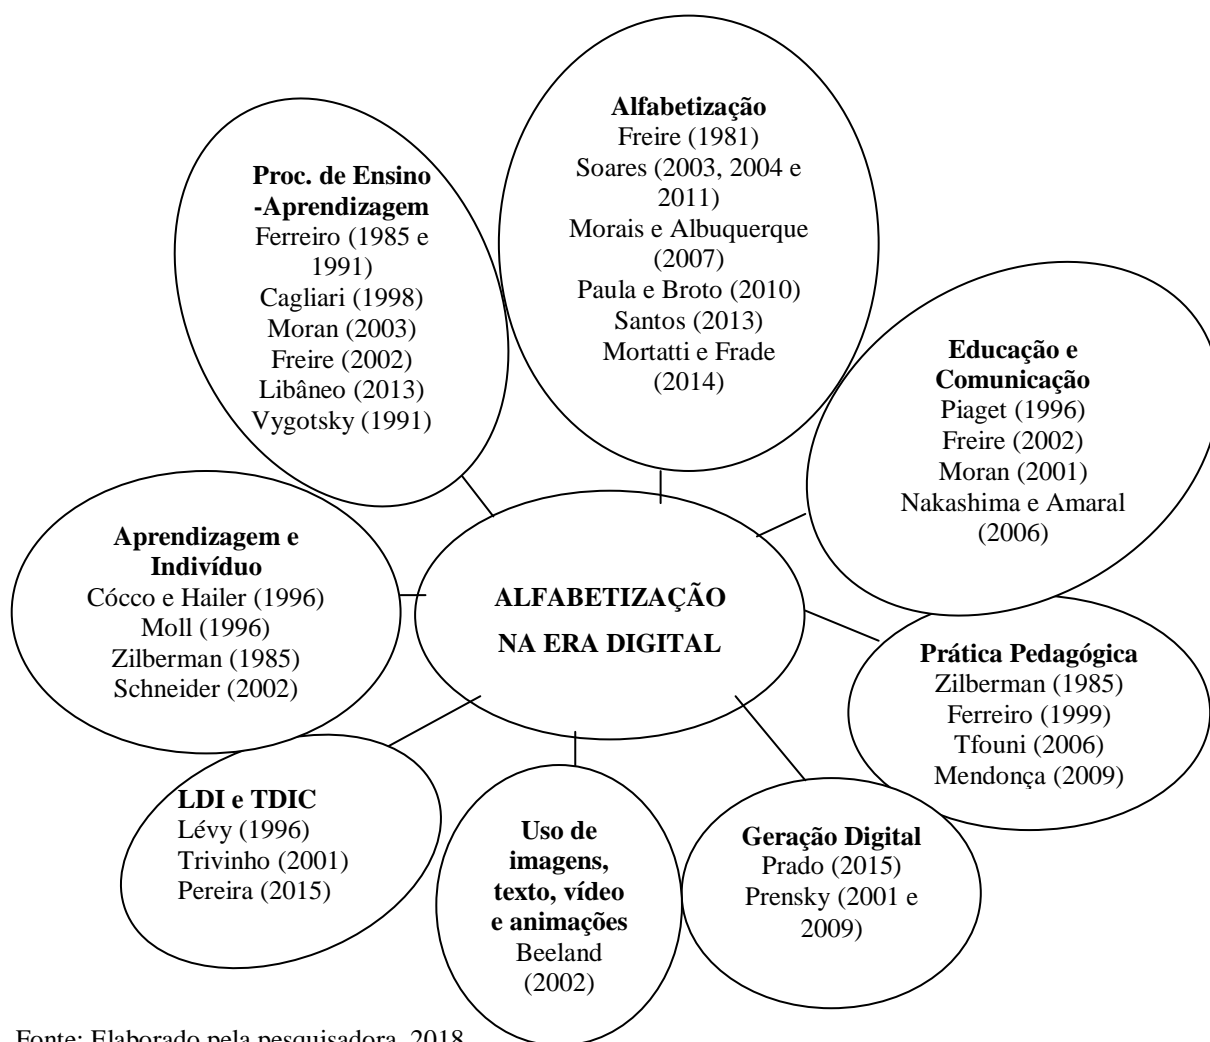 Alfabetização
Freire (1981)
Soares (2003, 2004 e
2011)
Morais e Albuquerque
(2007)
Paula e Broto (2010)
Santos (2013)
Mortatti e Frade
(2014)
Proc. de Ensino
-Aprendizagem
Ferreiro (1985 e
1991)
Cagliari (1998)
Moran (2003)
Freire (2002)
Libâneo (2013)
Vygotsky (1991)
Educação e
Comunicação
Piaget (1996)
Freire (2002)
Moran (2001)
Nakashima e Amaral
(2006)
Aprendizagem e
Indivíduo
Cócco e Hailer (1996)
Moll (1996)
Zilberman (1985)
Schneider (2002)
ALFABETIZAÇÃO
NA ERA DIGITAL
Prática Pedagógica
Zilberman (1985)
Ferreiro (1999)
Tfouni (2006)
Mendonça (2009)
LDI e TDIC
Lévy (1996)
Trivinho (2001)
Pereira (2015)
Uso de
imagens,
texto, vídeo
e animações
Beeland
(2002)
Geração Digital
Prado (2015)
Prensky (2001 e
2009)
Fonte: Elaborado pela pesquisadora, 2018